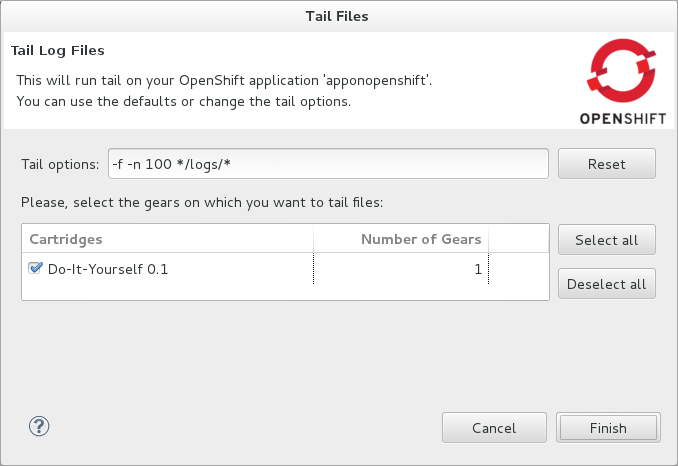 Tail Files
Tail Log Files
This will run tail on your OpenShift application 'apponopenshift'.
You can use the defaults or change the tail options.
OPENSHIFT
Tail options: -f -n 100 */logs/* Reset
Please, select the gears on which you want to tail files:
Cartridges Number of Gears Select all
Do-It-Yourself 0.1 1
Deselect all
? Cancel Finish